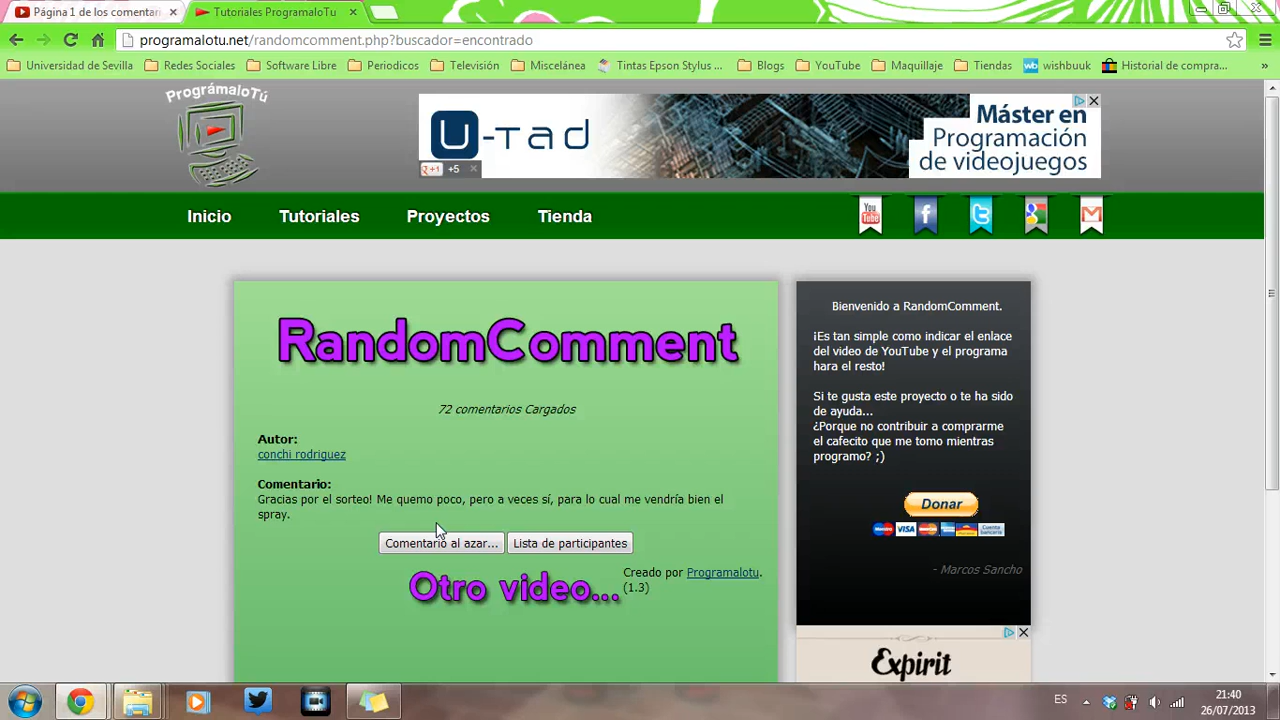 Página 1 de los comentari
Tutoriales ProgramaloTu
programalotu.net/randomcomment.php?buscador=encontrado
Universidad de Sevilla
Redes Sociales
Software Libre
Periodicos
Televisión
Miscelánea
Tintas Epson Stylus ...
Blogs
YouTube
Maquillaje
Tiendas
wb wishbuuk
Historial de compra...
»
PrográmaloTú
U-tad
Máster en
Programación
de videojuegos
+1 +5
Inicio
Tutoriales
Proyectos
Tienda
You Tube
RandomComment
72 comentarios Cargados
Autor:
conchi rodriguez
Comentario:
Gracias por el sorteo! Me quemo poco, pero a veces sí, para lo cual me vendría bien el
spray.
Comentario al azar...
Lista de participantes
Otro video...
Creado por Programalotu.
(1.3)
Bienvenido a RandomComment.
¡Es tan simple como indicar el enlace
del video de YouTube y el programa
hara el resto!
Si te gusta este proyecto o te ha sido
de ayuda...
¿Porque no contribuir a comprarme
el cafecito que me tomo mientras
programo? ;)
Donar
VISA
- Marcos Sancho
Expirit
ES
21:40
26/07/2013